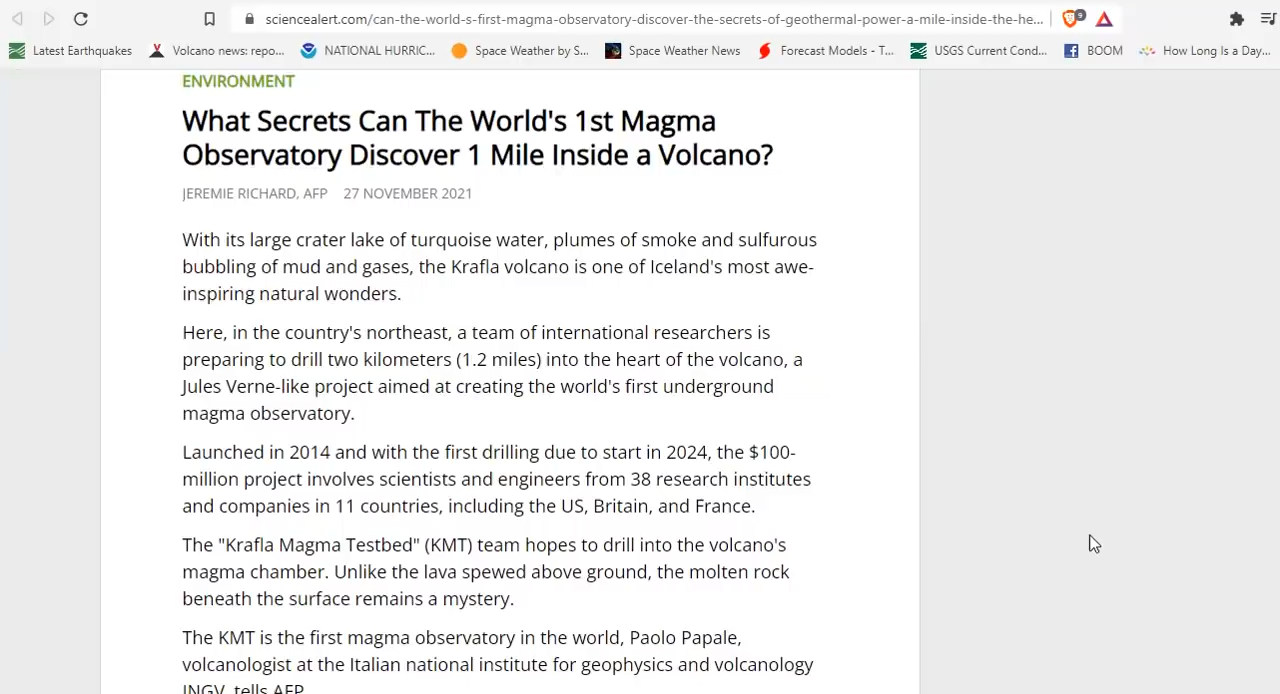 sciencealert.com/can-the-world-s-first-magma-observatory-discover-the-secrets-of-geothermal-power-a-mile-inside-the-he...
9
Latest Earthquakes Volcano news: repo... NATIONAL HURRIC... Space Weather by S... Space Weather News Forecast Models - T... USGS Current Cond... BOOM How Long Is a Day...
ENVIRONMENT
What Secrets Can The World's 1st Magma
Observatory Discover 1 Mile Inside a Volcano?
JEREMIE RICHARD, AFP 27 NOVEMBER 2021
With its large crater lake of turquoise water, plumes of smoke and sulfurous
bubbling of mud and gases, the Krafla volcano is one of Iceland's most awe-
inspiring natural wonders.
Here, in the country's northeast, a team of international researchers is
preparing to drill two kilometers (1.2 miles) into the heart of the volcano, a
Jules Verne-like project aimed at creating the world's first underground
magma observatory.
Launched in 2014 and with the first drilling due to start in 2024, the $100-
million project involves scientists and engineers from 38 research institutes
and companies in 11 countries, including the US, Britain, and France.
The "Krafla Magma Testbed" (KMT) team hopes to drill into the volcano's
magma chamber. Unlike the lava spewed above ground, the molten rock
beneath the surface remains a mystery.
The KMT is the first magma observatory in the world, Paolo Papale,
volcanologist at the Italian national institute for geophysics and volcanology
INGV, tells AFP.